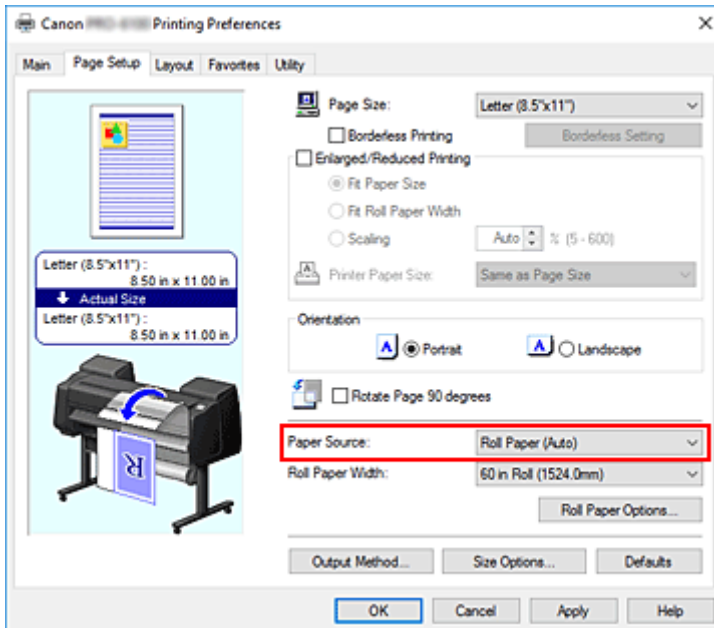 Canon Printing Preferences
Main Page Setup Layout Favorites Utility
Page Size: Letter (8.5"x11")
Borderless Printing Borderless Setting
Enlarged/Reduced Printing
Fit Paper Size
Fit Roll Paper Width
Scaling Auto % (5 - 600)
Printer Paper Size: Same as Page Size
Letter (8.5"x11") :
8.50 in x 11.00 in
Actual Size
Letter (8.5"x11") :
8.50 in x 11.00 in
Orientation
A Portrait A Landscape
Rotate Page 90 degrees
Paper Source: Roll Paper (Auto)
Roll Paper Width: 60 in Roll (1524.0mm)
Roll Paper Options...
R
Output Method... Size Options... Defaults
OK Cancel Apply Help